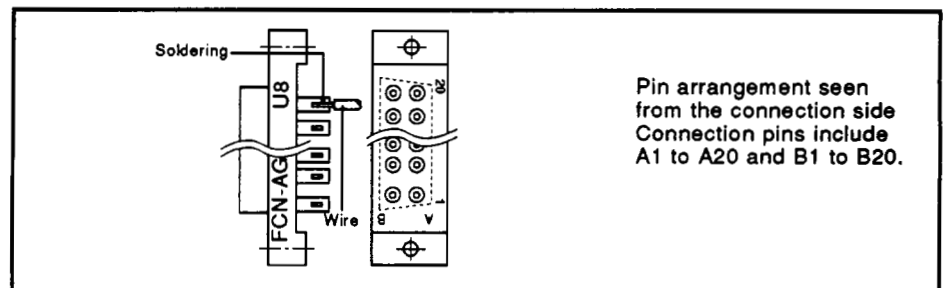 Soldering
U8
FCN-AG
Wire
20
1
B
A
Pin arrangement seen
from the connection side
Connection pins include
A1 to A20 and B1 to B20.